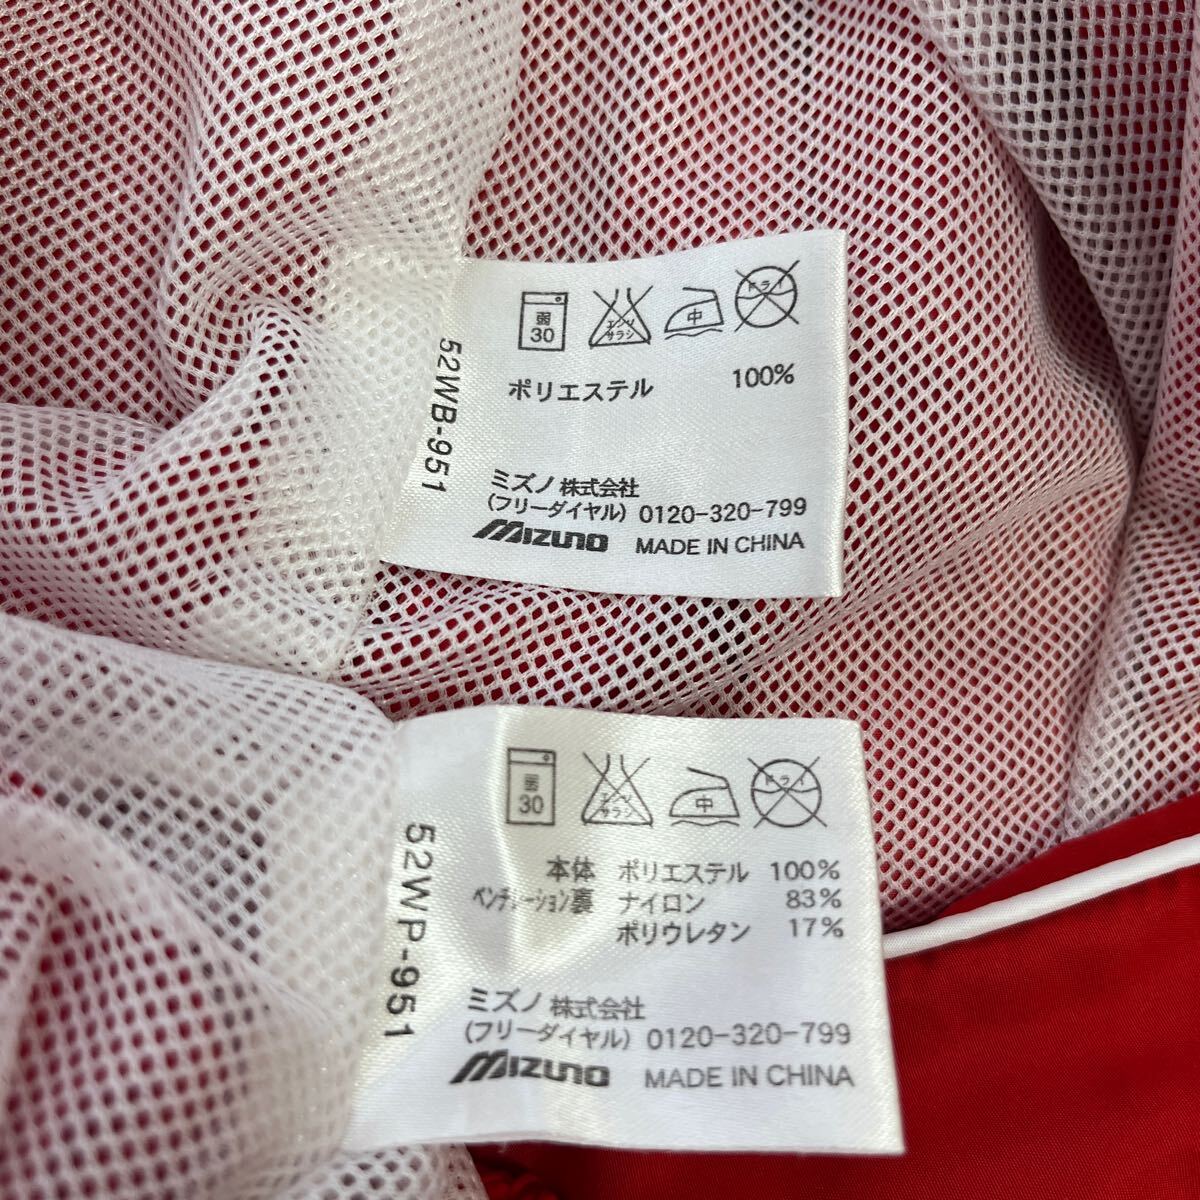 弱
30
エンソ
サラシ
中
ドライ
ポリエステル 100%
52WB-951
ミズノ 株式会社
(フリーダイヤル) 0120-320-799
MIZUNO MADE IN CHINA
弱
30
エンソ
サラシ
中
ドライ
本体 ポリエステル 100%
ベンチレーション裏 ナイロン 83%
ポリウレタン 17%
52WP-951
ミズノ 株式会社
(フリーダイヤル) 0120-320-799
MIZUNO MADE IN CHINA